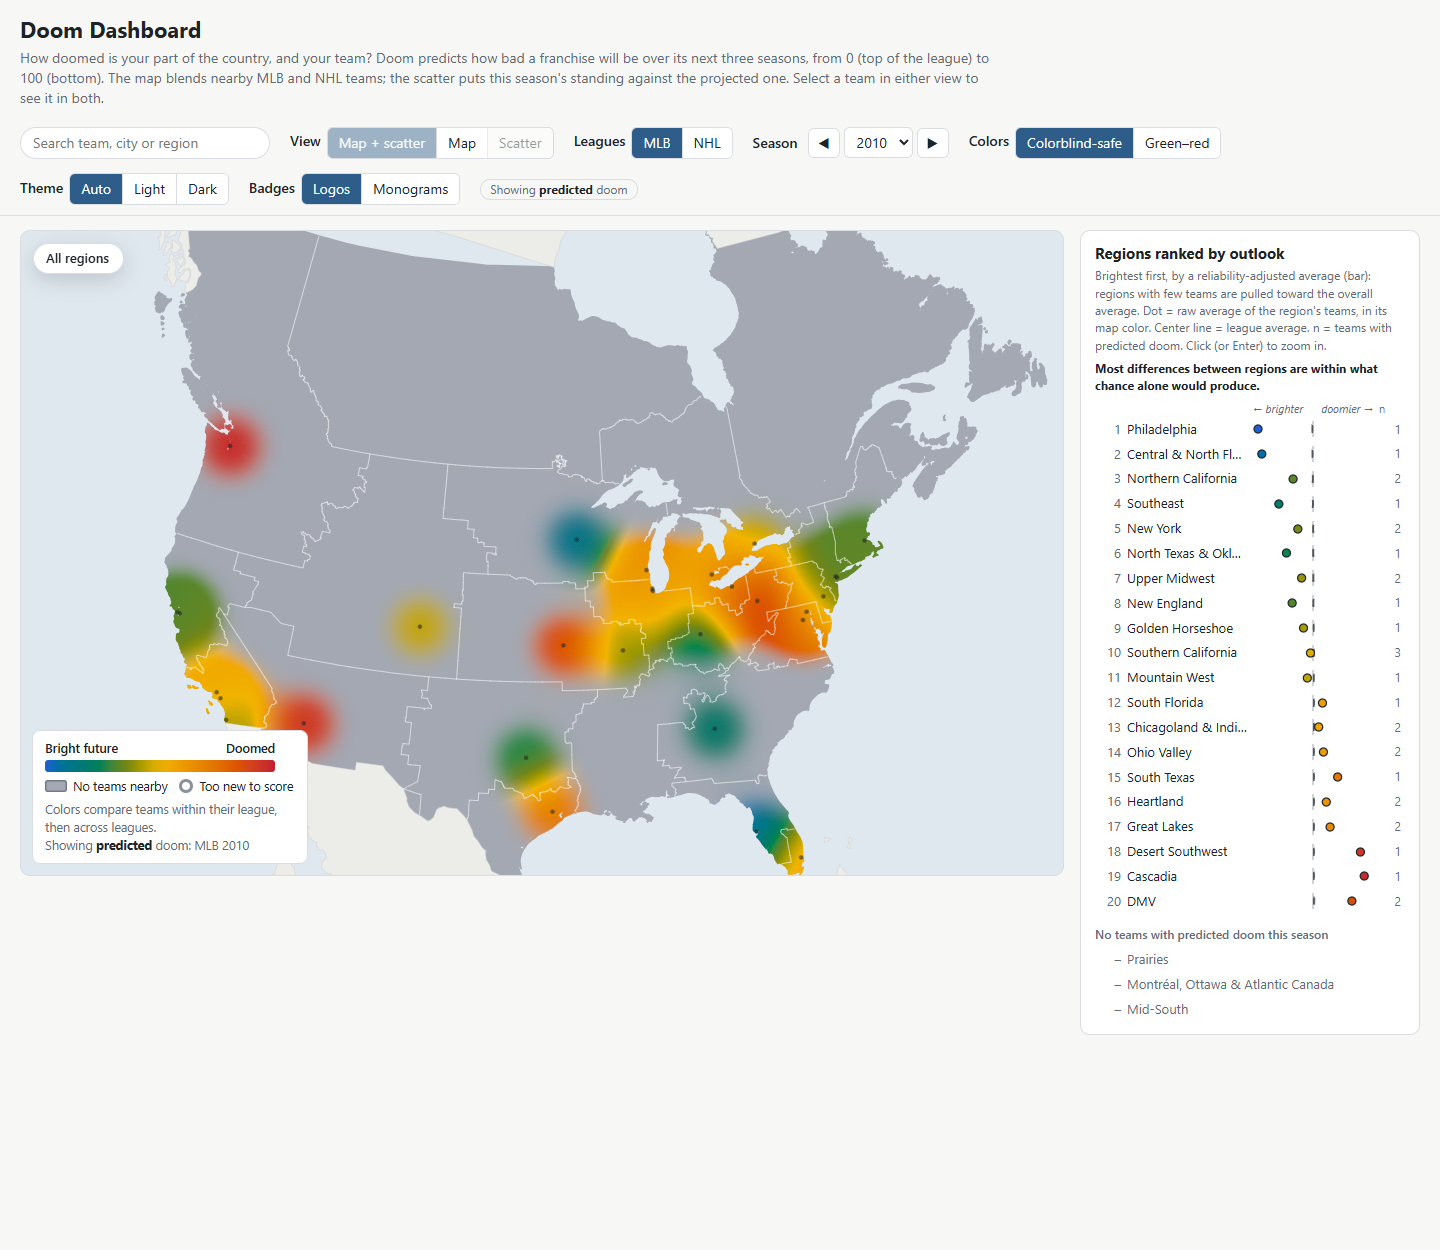 Doom Dashboard
How doomed is your part of the country, and your team? Doom predicts how bad a franchise will be over its next three seasons, from 0 (top of the league) to
100 (bottom). The map blends nearby MLB and NHL teams; the scatter puts this season's standing against the projected one. Select a team in either view to
see it in both.
Search team, city or region
View
Map + scatter
Map
Scatter
Leagues
MLB
NHL
Season
◀
2010
▶
Colors
Colorblind-safe
Green–red
Theme
Auto
Light
Dark
Badges
Logos
Monograms
Showing predicted doom
All regions
Bright future
Doomed
No teams nearby
Too new to score
Colors compare teams within their league,
then across leagues.
Showing predicted doom: MLB 2010
Regions ranked by outlook
Brightest first, by a reliability-adjusted average (bar):
regions with few teams are pulled toward the overall
average. Dot = raw average of the region's teams, in its
map color. Center line = league average. n = teams with
predicted doom. Click (or Enter) to zoom in.
Most differences between regions are within what
chance alone would produce.
← brighter doomier → n
1 Philadelphia 1
2 Central & North Fl... 1
3 Northern California 2
4 Southeast 1
5 New York 2
6 North Texas & Okl... 1
7 Upper Midwest 2
8 New England 1
9 Golden Horseshoe 1
10 Southern California 3
11 Mountain West 1
12 South Florida 1
13 Chicagoland & Indi... 2
14 Ohio Valley 2
15 South Texas 1
16 Heartland 2
17 Great Lakes 2
18 Desert Southwest 1
19 Cascadia 1
20 DMV 2
No teams with predicted doom this season
– Prairies
– Montréal, Ottawa & Atlantic Canada
– Mid-South